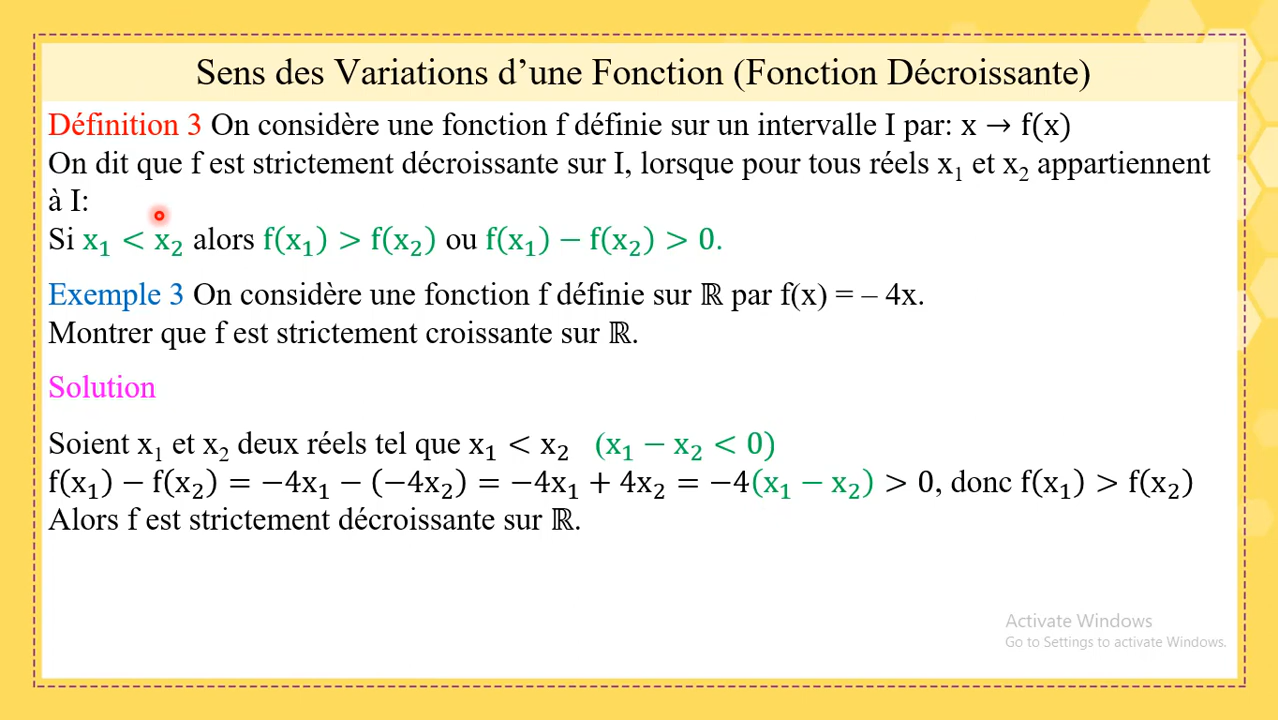 Sens des Variations d’une Fonction (Fonction Décroissante)
Définition 3 On considère une fonction f définie sur un intervalle I par: x → f(x)
On dit que f est strictement décroissante sur I, lorsque pour tous réels x₁ et x₂ appartiennent
à I:
Si x₁ < x₂ alors f(x₁) > f(x₂) ou f(x₁) − f(x₂) > 0.
Exemple 3 On considère une fonction f définie sur ℝ par f(x) = – 4x.
Montrer que f est strictement croissante sur ℝ.
Solution
Soient x₁ et x₂ deux réels tel que x₁ < x₂ (x₁ − x₂ < 0)
f(x₁) − f(x₂) = −4x₁ − (−4x₂) = −4x₁ + 4x₂ = −4(x₁ − x₂) > 0, donc f(x₁) > f(x₂)
Alors f est strictement décroissante sur ℝ.
Activate Windows
Go to Settings to activate Windows.